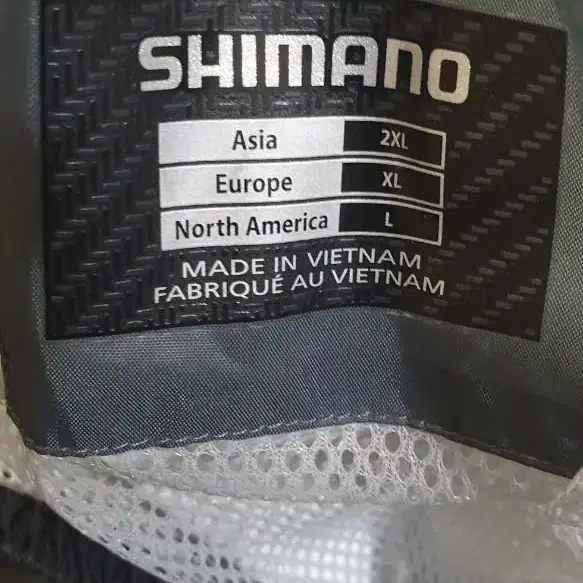 SHIMANO
Asia 2XL
Europe XL
North America L
MADE IN VIETNAM
FABRIQUÉ AU VIETNAM